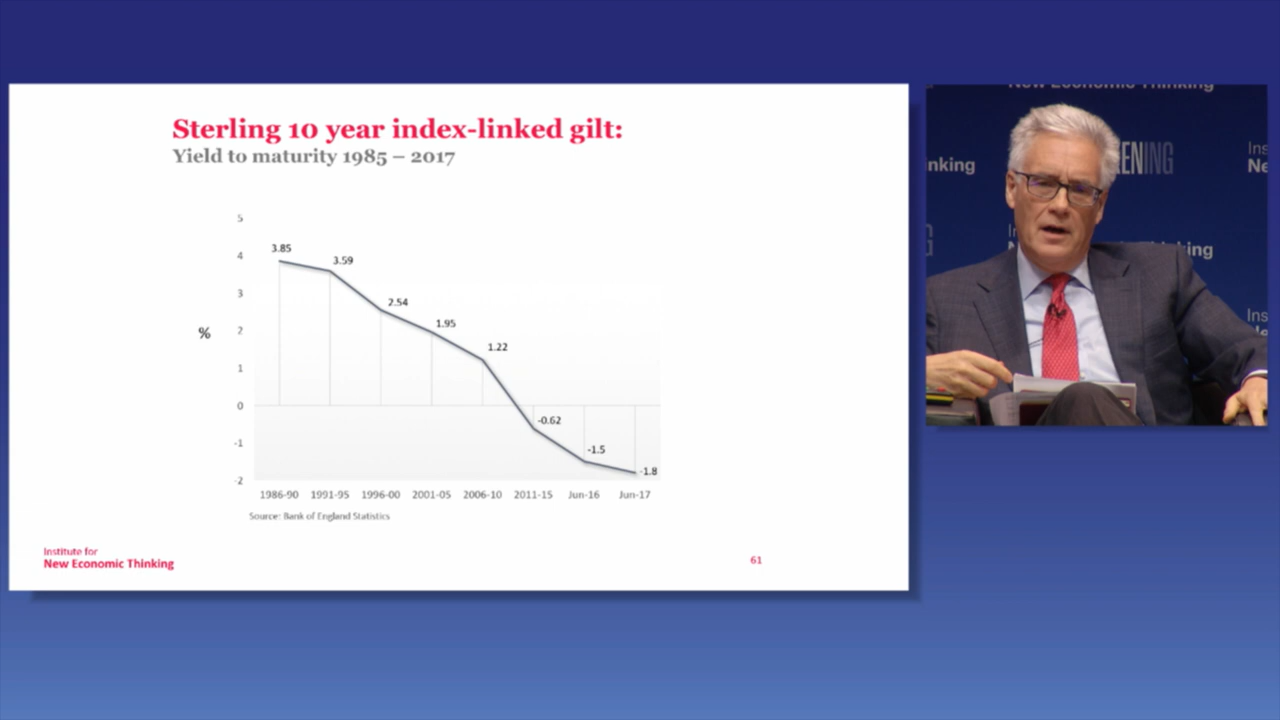 Sterling 10 year index-linked gilt:
Yield to maturity 1985 – 2017
5
4
3
2
1
0
-1
-2
%
3.85
3.59
2.54
1.95
1.22
-0.62
-1.5
-1.8
1986-90 1991-95 1996-00 2001-05 2006-10 2011-15 Jun-16 Jun-17
Source: Bank of England Statistics
Institute for
New Economic Thinking
61
New Economic Thinking
nking
ENING
Ins
Ne
king
Ins